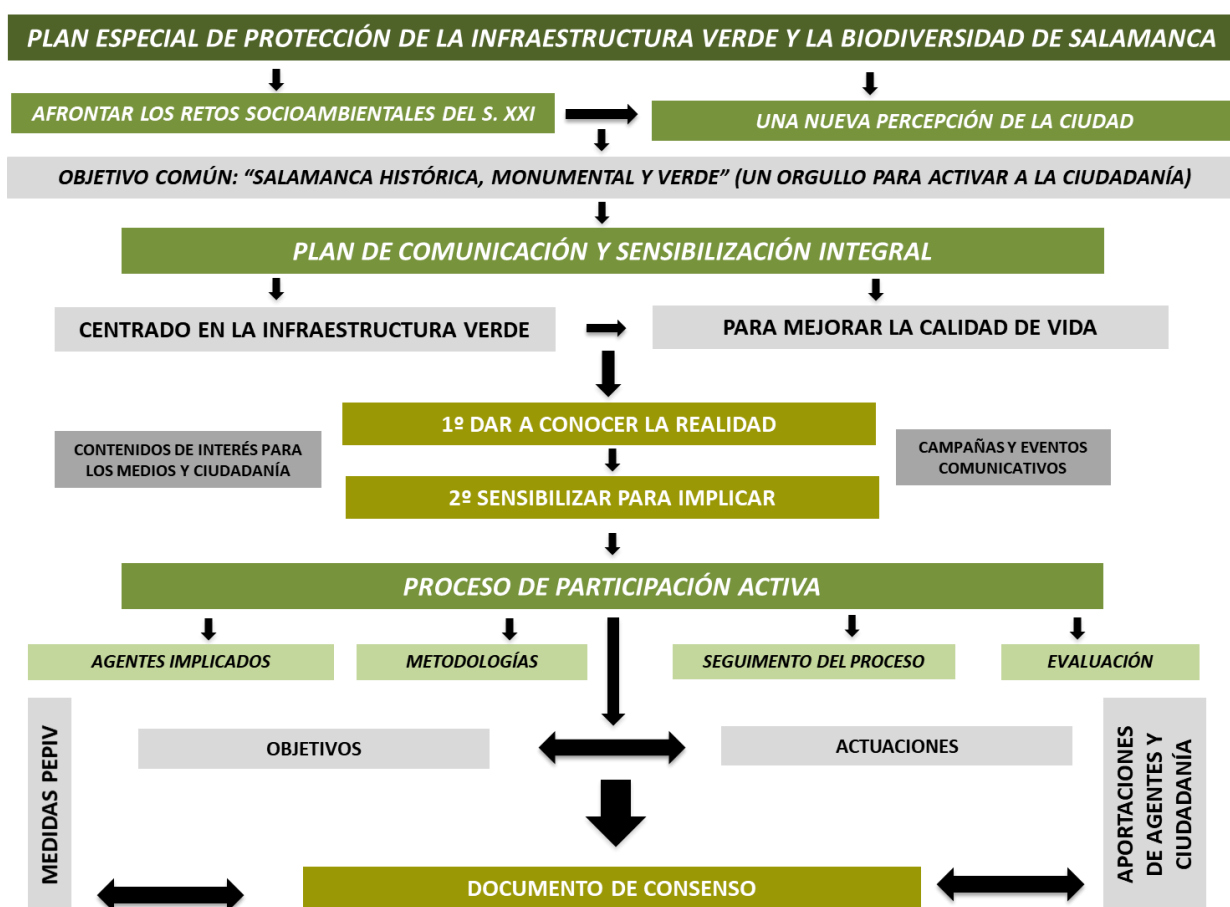 PLAN ESPECIAL DE PROTECCIÓN DE LA INFRAESTRUCTURA VERDE Y LA BIODIVERSIDAD DE SALAMANCA
AFRONTAR LOS RETOS SOCIOAMBIENTALES DEL S. XXI
UNA NUEVA PERCEPCIÓN DE LA CIUDAD
OBJETIVO COMÚN: “SALAMANCA HISTÓRICA, MONUMENTAL Y VERDE” (UN ORGULLO PARA ACTIVAR A LA CIUDADANÍA)
PLAN DE COMUNICACIÓN Y SENSIBILIZACIÓN INTEGRAL
CENTRADO EN LA INFRAESTRUCTURA VERDE
PARA MEJORAR LA CALIDAD DE VIDA
1º DAR A CONOCER LA REALIDAD
CONTENIDOS DE INTERÉS PARA
LOS MEDIOS Y CIUDADANÍA
CAMPAÑAS Y EVENTOS
COMUNICATIVOS
2º SENSIBILIZAR PARA IMPLICAR
PROCESO DE PARTICIPACIÓN ACTIVA
AGENTES IMPLICADOS
METODOLOGÍAS
SEGUIMENTO DEL PROCESO
EVALUACIÓN
MEDIDAS PEPIV
OBJETIVOS
ACTUACIONES
APORTACIONES
DE AGENTES Y
CIUDADANÍA
DOCUMENTO DE CONSENSO